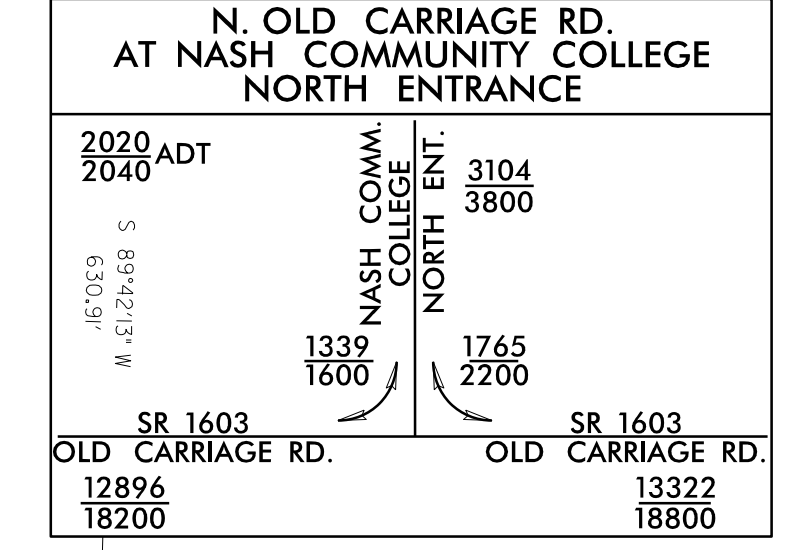 N. OLD CARRIAGE RD.
AT NASH COMMUNITY COLLEGE
NORTH ENTRANCE
2020
2040 ADT
S 89°42'13" W
630.91'
NASH COMM.
COLLEGE
NORTH ENT.
3104
3800
1339
1600
1765
2200
SR 1603
SR 1603
OLD CARRIAGE RD.
OLD CARRIAGE RD.
12896
18200
13322
18800